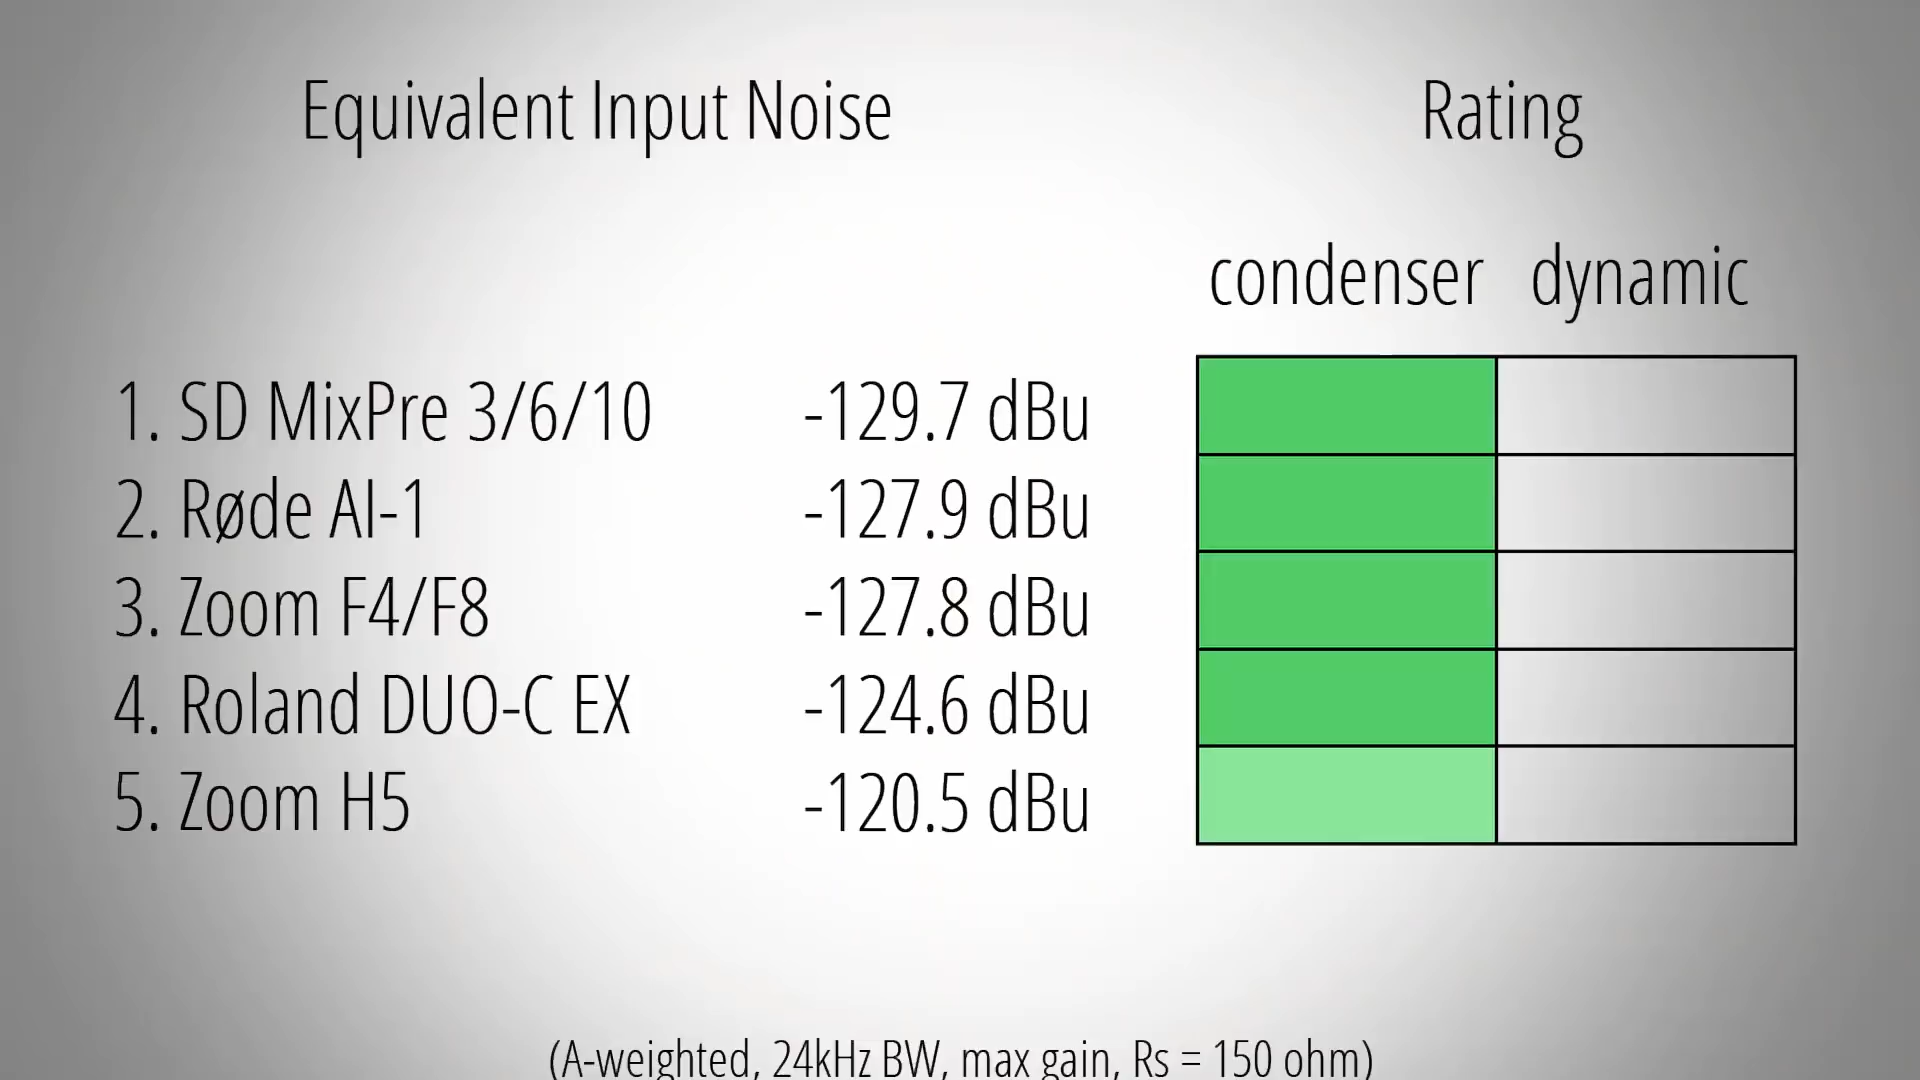 Equivalent Input Noise Rating
condenser dynamic
1. SD MixPre 3/6/10 -129.7 dBu
2. Røde AI-1 -127.9 dBu
3. Zoom F4/F8 -127.8 dBu
4. Roland DUO-C EX -124.6 dBu
5. Zoom H5 -120.5 dBu
(A-weighted, 24kHz BW, max gain, Rs = 150 ohm)